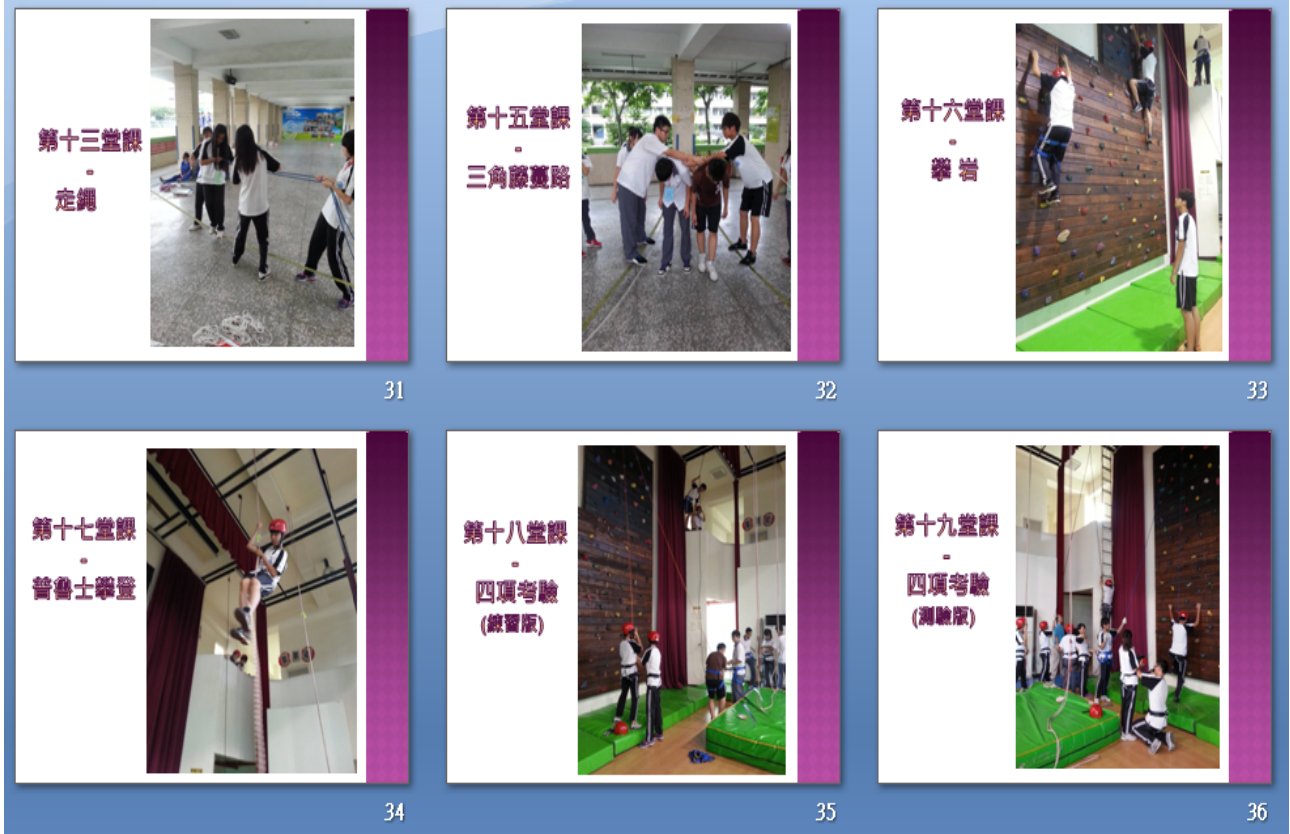 第十三堂課
-
走繩
31
第十五堂課
-
三角藤蔓路
32
第十六堂課
-
攀 岩
33
第十七堂課
-
普魯士攀登
34
第十八堂課
-
四項考驗
(練習版)
35
第十九堂課
-
四項考驗
(測驗版)
36